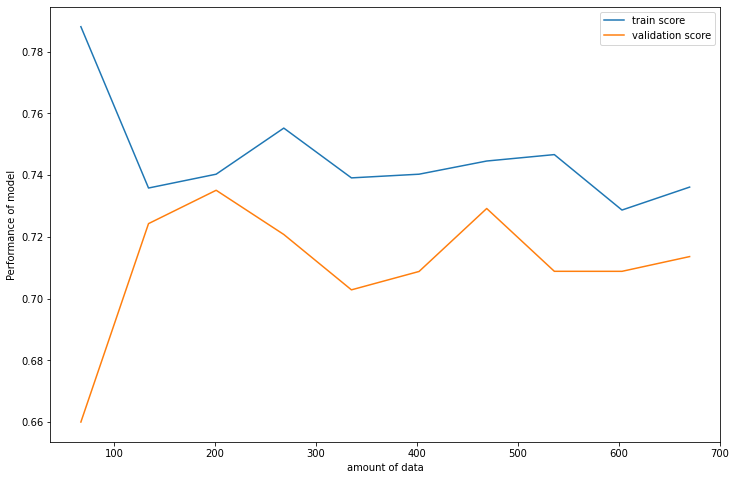 train score
validation score
0.78
0.76
0.74
0.72
0.70
0.68
0.66
Performance of model
100 200 300 400 500 600 700
amount of data